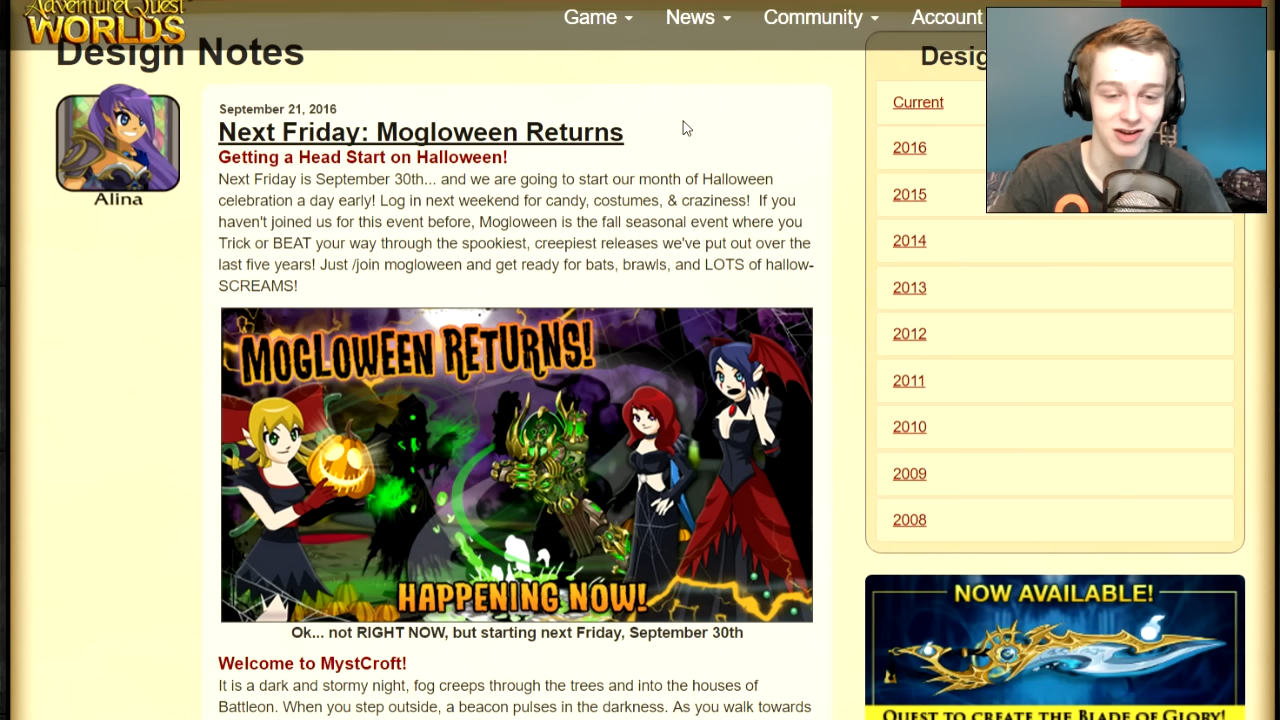 AdventureQuest
WORLDS
Game
News
Community
Account
Design Notes
Alina
September 21, 2016
Next Friday: Mogloween Returns
Getting a Head Start on Halloween!
Next Friday is September 30th... and we are going to start our month of Halloween
celebration a day early! Log in next weekend for candy, costumes, & craziness! If you
haven't joined us for this event before, Mogloween is the fall seasonal event where you
Trick or BEAT your way through the spookiest, creepiest releases we've put out over the
last five years! Just /join mogloween and get ready for bats, brawls, and LOTS of hallow-
SCREAMS!
MOGLOWEEN RETURNS!
HAPPENING NOW!
Ok... not RIGHT NOW, but starting next Friday, September 30th
Welcome to MystCroft!
It is a dark and stormy night, fog creeps through the trees and into the houses of
Battleon. When you step outside, a beacon pulses in the darkness. As you walk towards
Current
2016
2015
2014
2013
2012
2011
2010
2009
2008
NOW AVAILABLE!
QUEST TO CREATE THE BLADE OF GLORY!